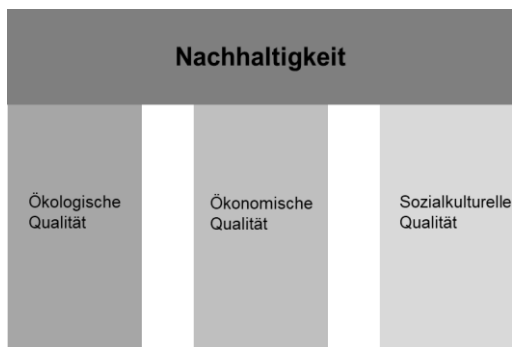 Nachhaltigkeit
Ökologische
Qualität
Ökonomische
Qualität
Sozialkulturelle
Qualität